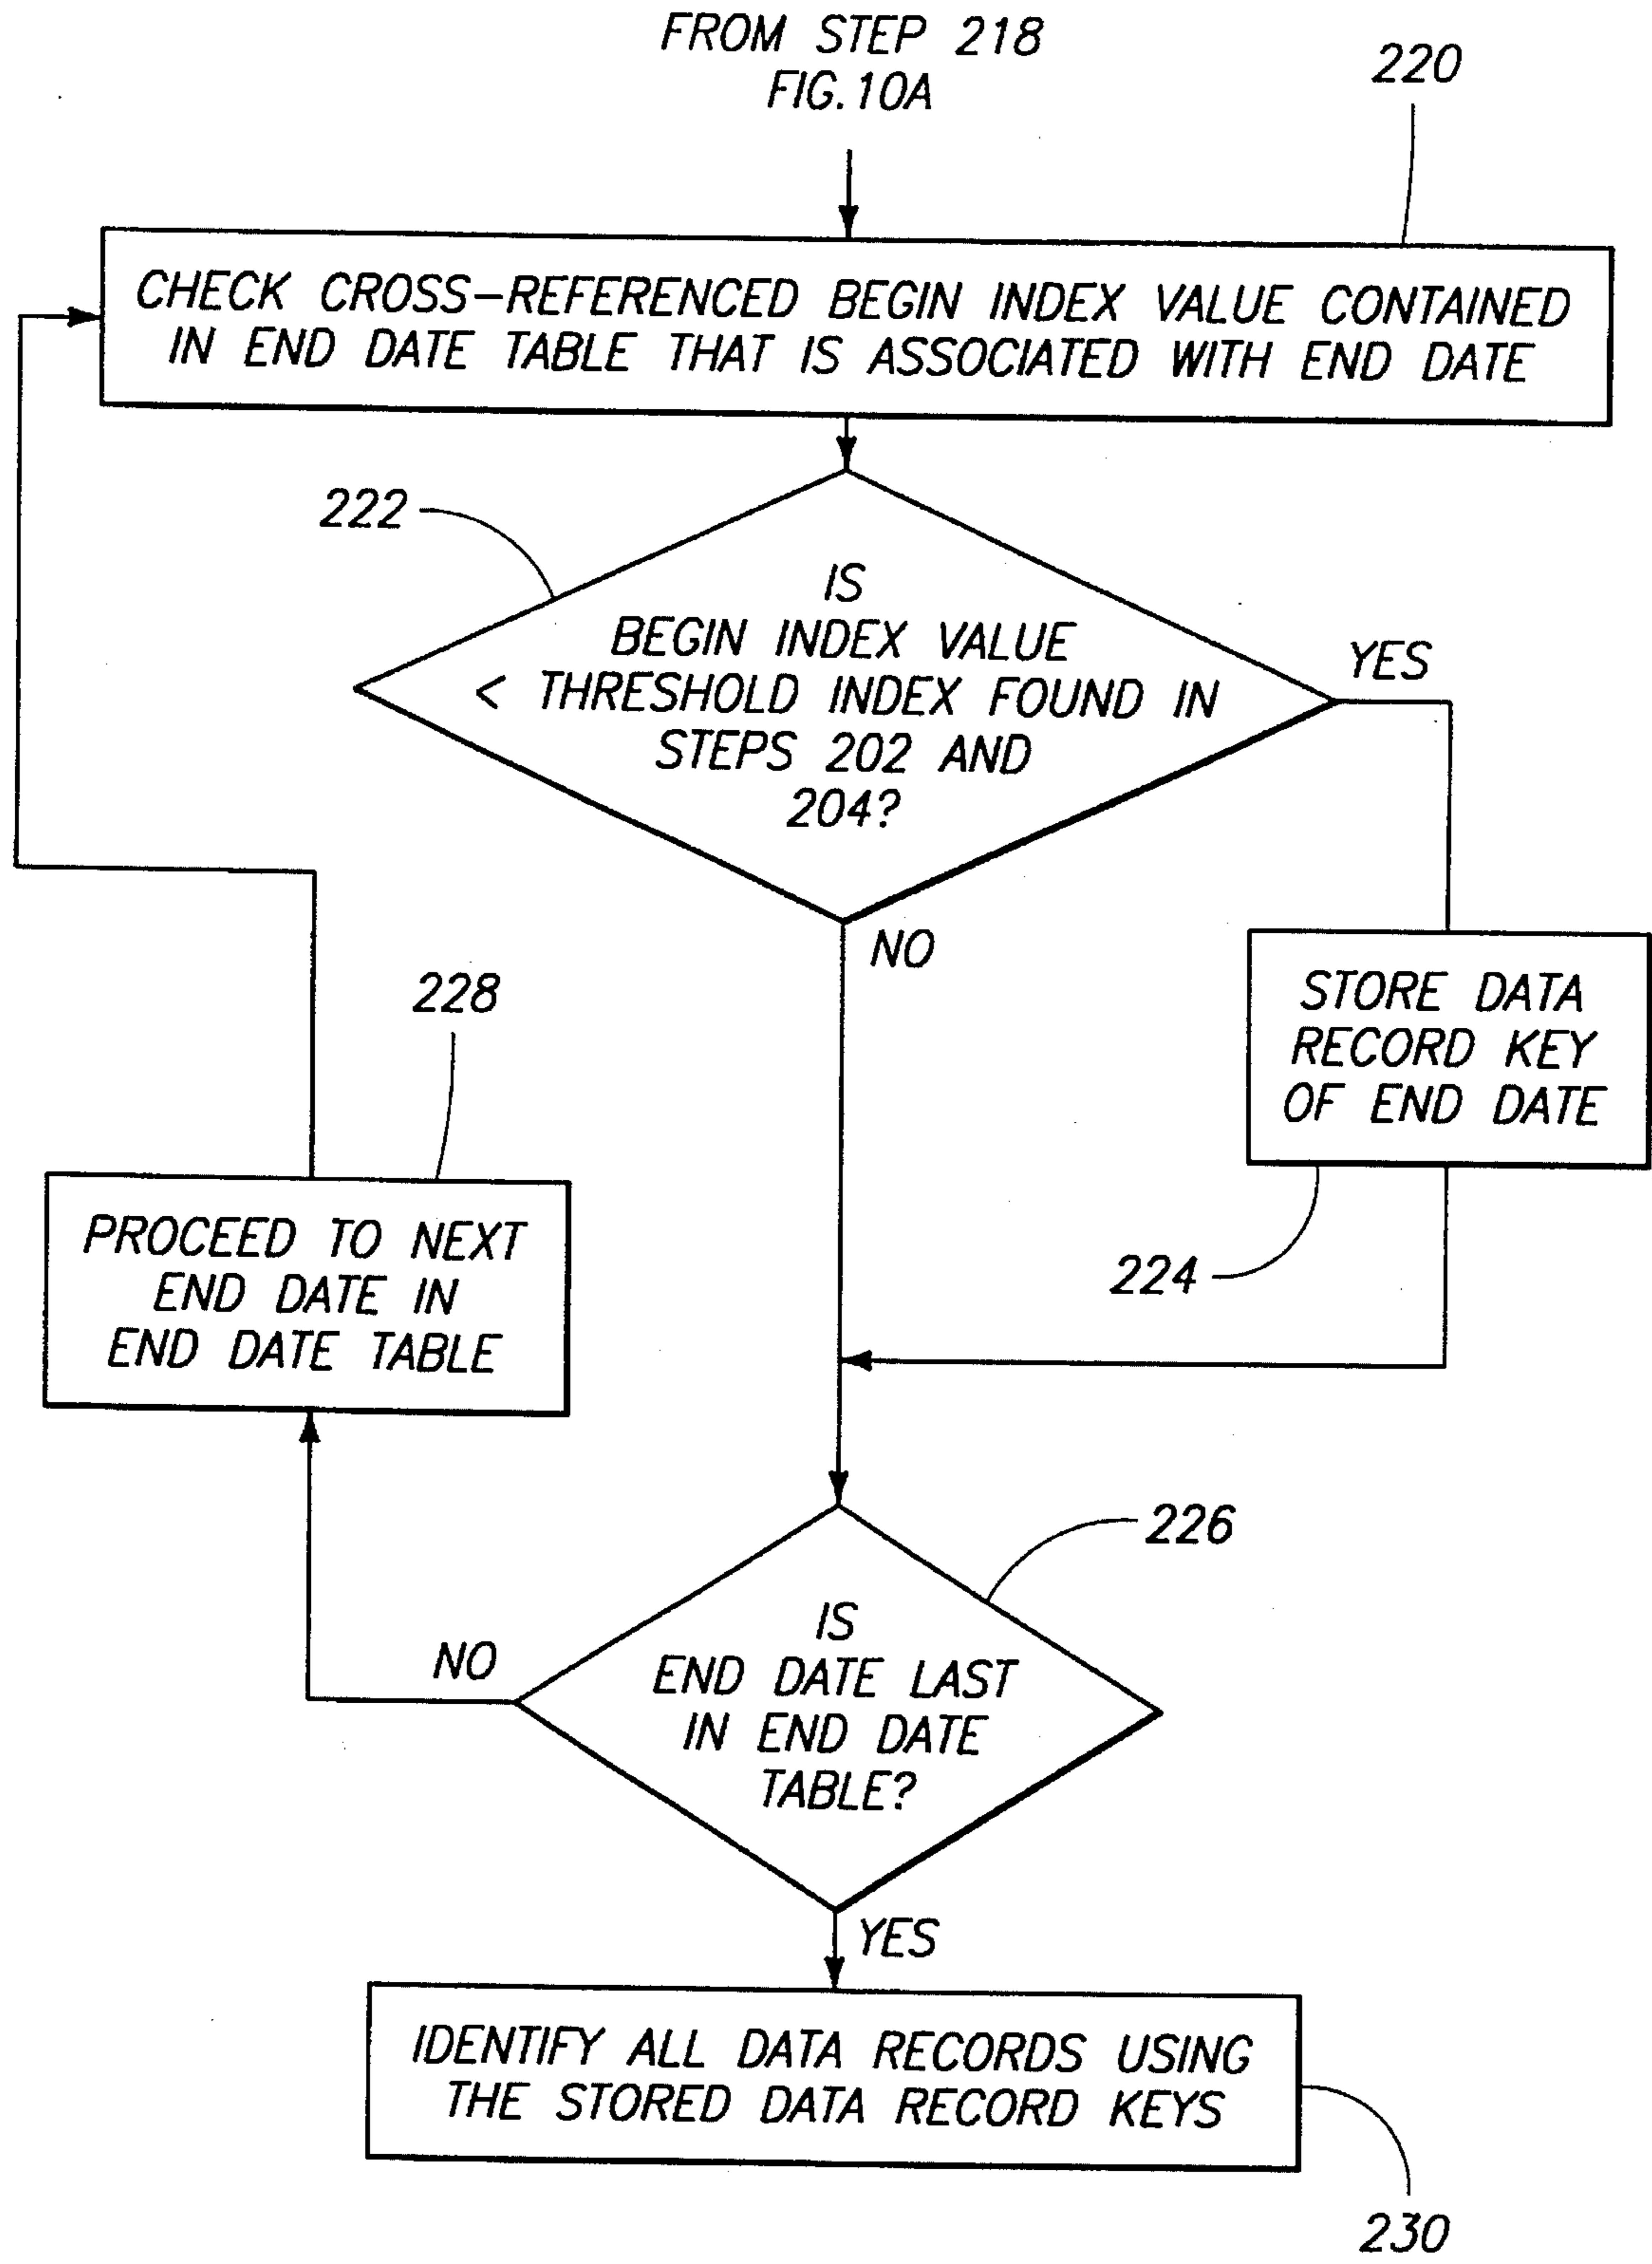 FROM STEP 218
FIG.10A
220
CHECK CROSS-REFERENCED BEGIN INDEX VALUE CONTAINED
IN END DATE TABLE THAT IS ASSOCIATED WITH END DATE
222
IS
BEGIN INDEX VALUE
< THRESHOLD INDEX FOUND IN
STEPS 202 AND
204?
YES
NO
STORE DATA
RECORD KEY
OF END DATE
224
228
PROCEED TO NEXT
END DATE IN
END DATE TABLE
226
IS
END DATE LAST
IN END DATE
TABLE?
NO
YES
IDENTIFY ALL DATA RECORDS USING
THE STORED DATA RECORD KEYS
230